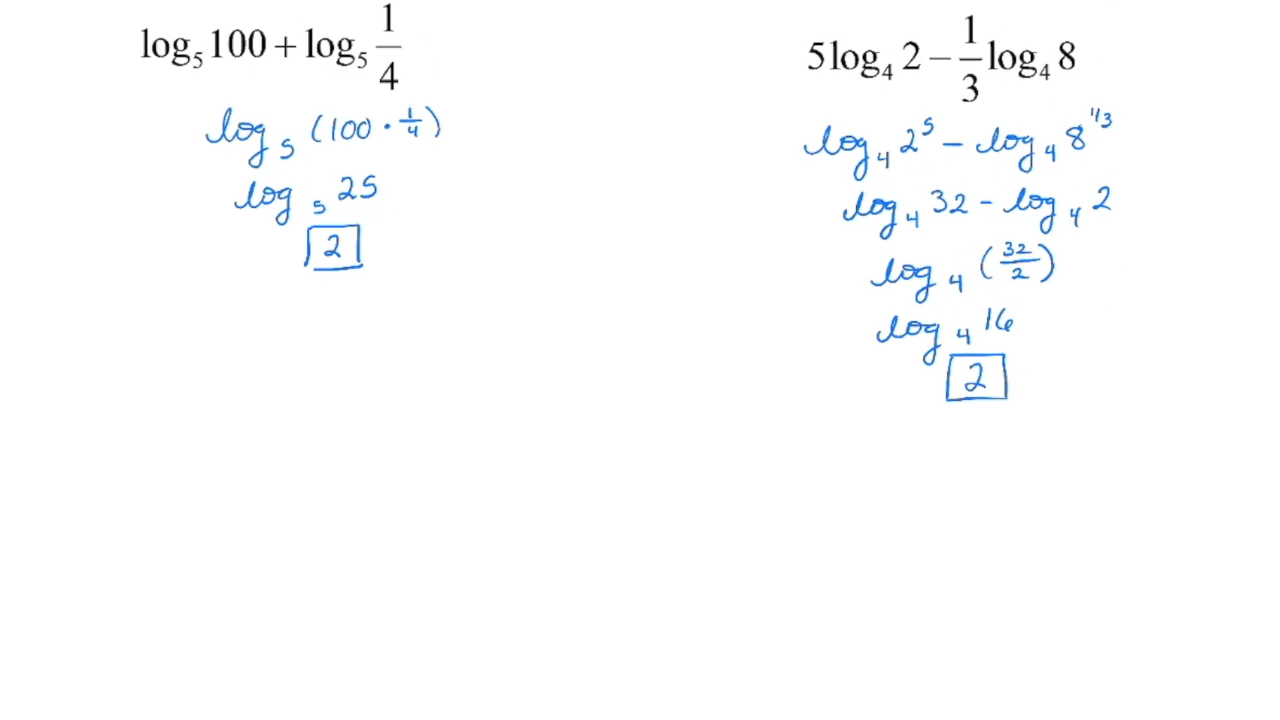 log₅ 100 + log₅ 1/4
log₅ (100 · 1/4)
log₅ 25
2
5 log₄ 2 − 1/3 log₄ 8
log₄ 2⁵ − log₄ 8^1/3
log₄ 32 − log₄ 2
log₄ (32/2)
log₄ 16
2